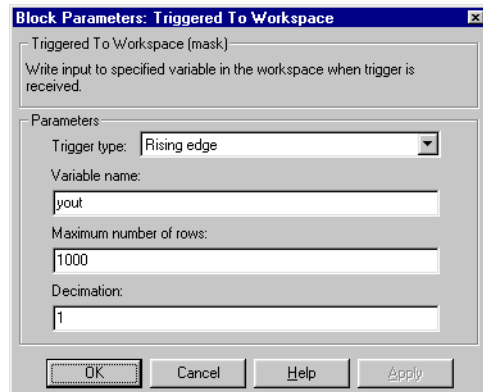 Block Parameters: Triggered To Workspace
Triggered To Workspace (mask)
Write input to specified variable in the workspace when trigger is
received.
Parameters
Trigger type: Rising edge
Variable name:
yout
Maximum number of rows:
1000
Decimation:
1
OK Cancel Help Apply